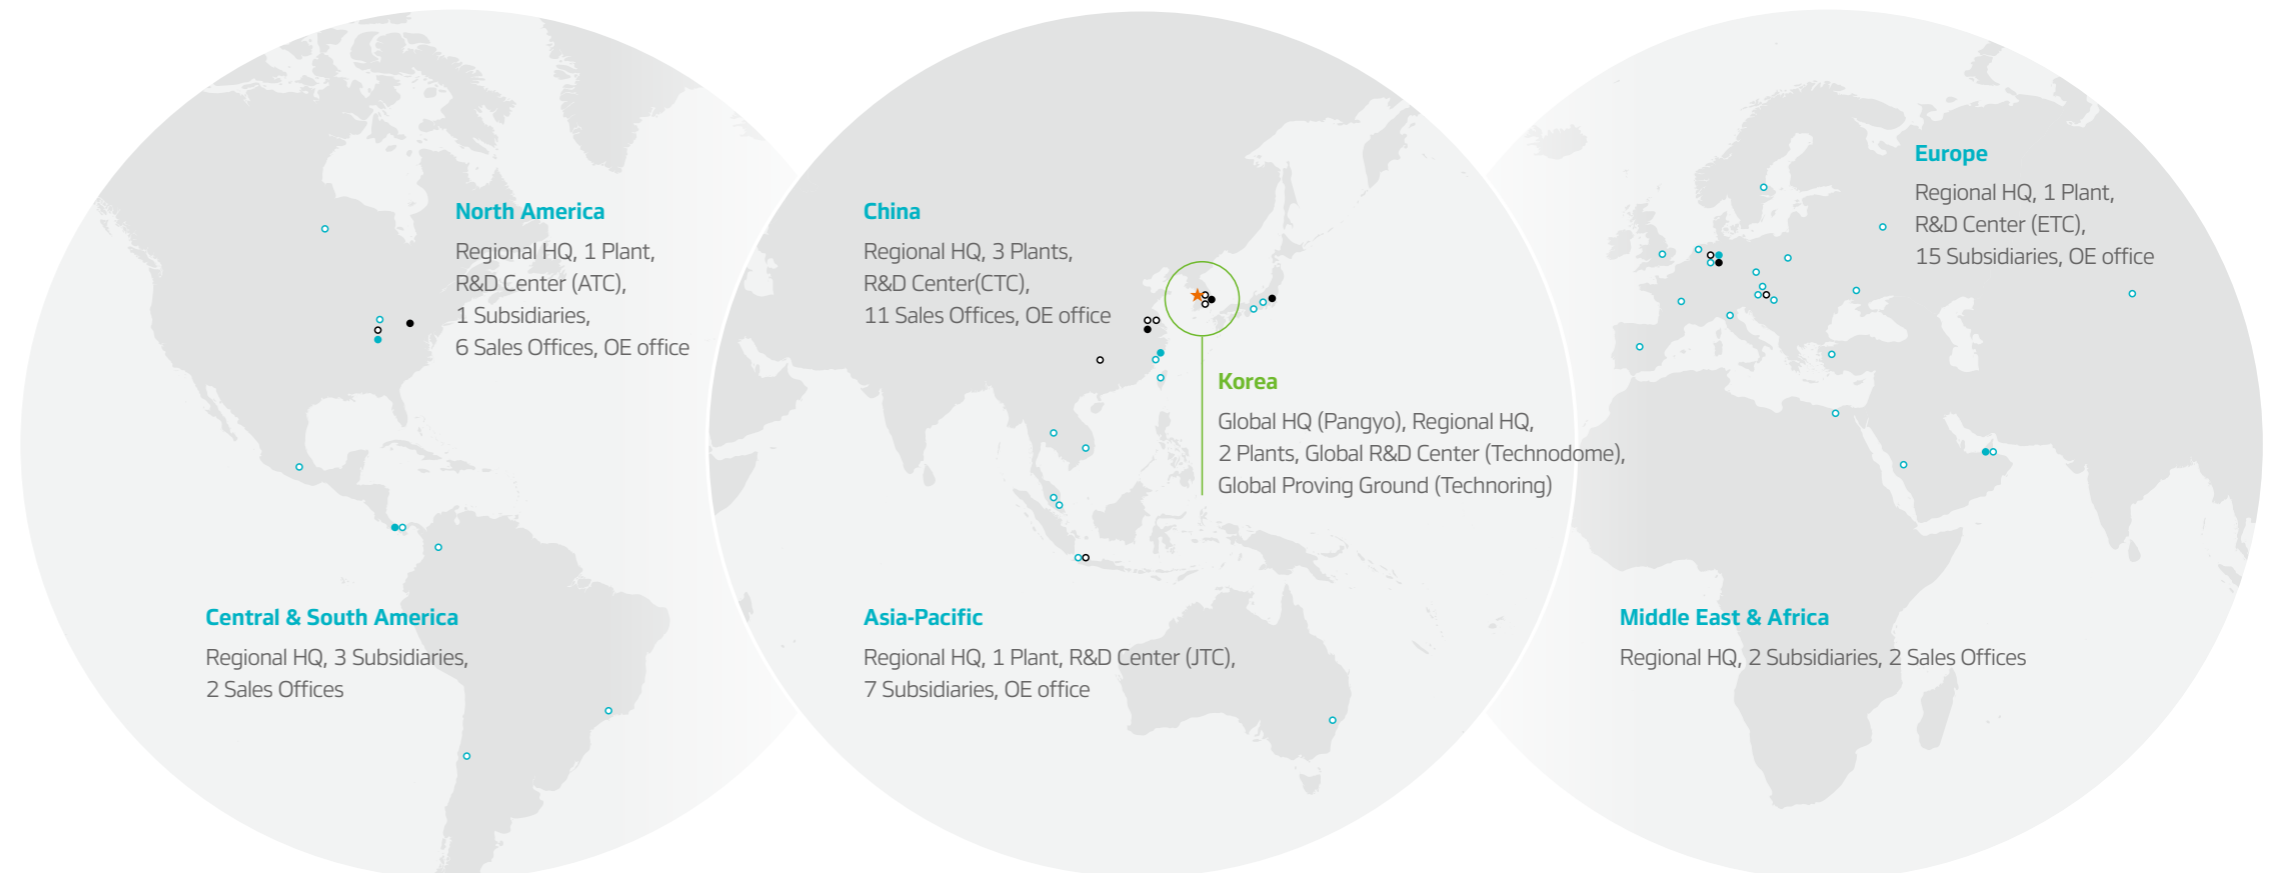 North America
Regional HQ, 1 Plant,
R&D Center (ATC),
1 Subsidiaries,
6 Sales Offices, OE office
Central & South America
Regional HQ, 3 Subsidiaries,
2 Sales Offices
China
Regional HQ, 3 Plants,
R&D Center(CTC),
11 Sales Offices, OE office
Korea
Global HQ (Pangyo), Regional HQ,
2 Plants, Global R&D Center (Technodome),
Global Proving Ground (Technoring)
Asia-Pacific
Regional HQ, 1 Plant, R&D Center (JTC),
7 Subsidiaries, OE office
Europe
Regional HQ, 1 Plant,
R&D Center (ETC),
15 Subsidiaries, OE office
Middle East & Africa
Regional HQ, 2 Subsidiaries, 2 Sales Offices